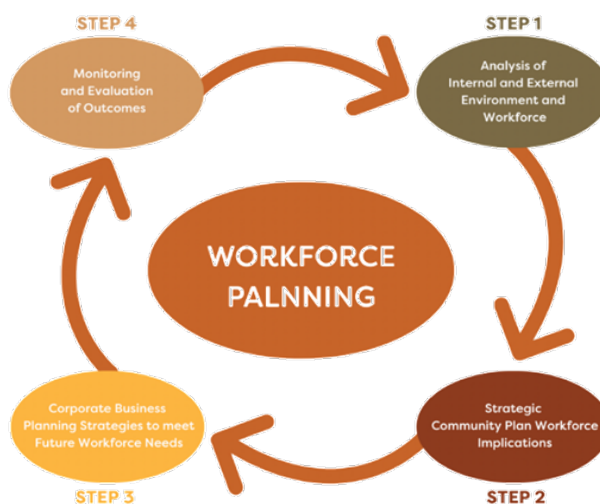 STEP 4
Monitoring
and Evaluation
of Outcomes
STEP 1
Analysis of
Internal and External
Environment and
Workforce
WORKFORCE
PALNNING
Corporate Business
Planning Strategies to meet
Future Workforce Needs
STEP 3
Strategic
Community Plan Workforce
Implications
STEP 2